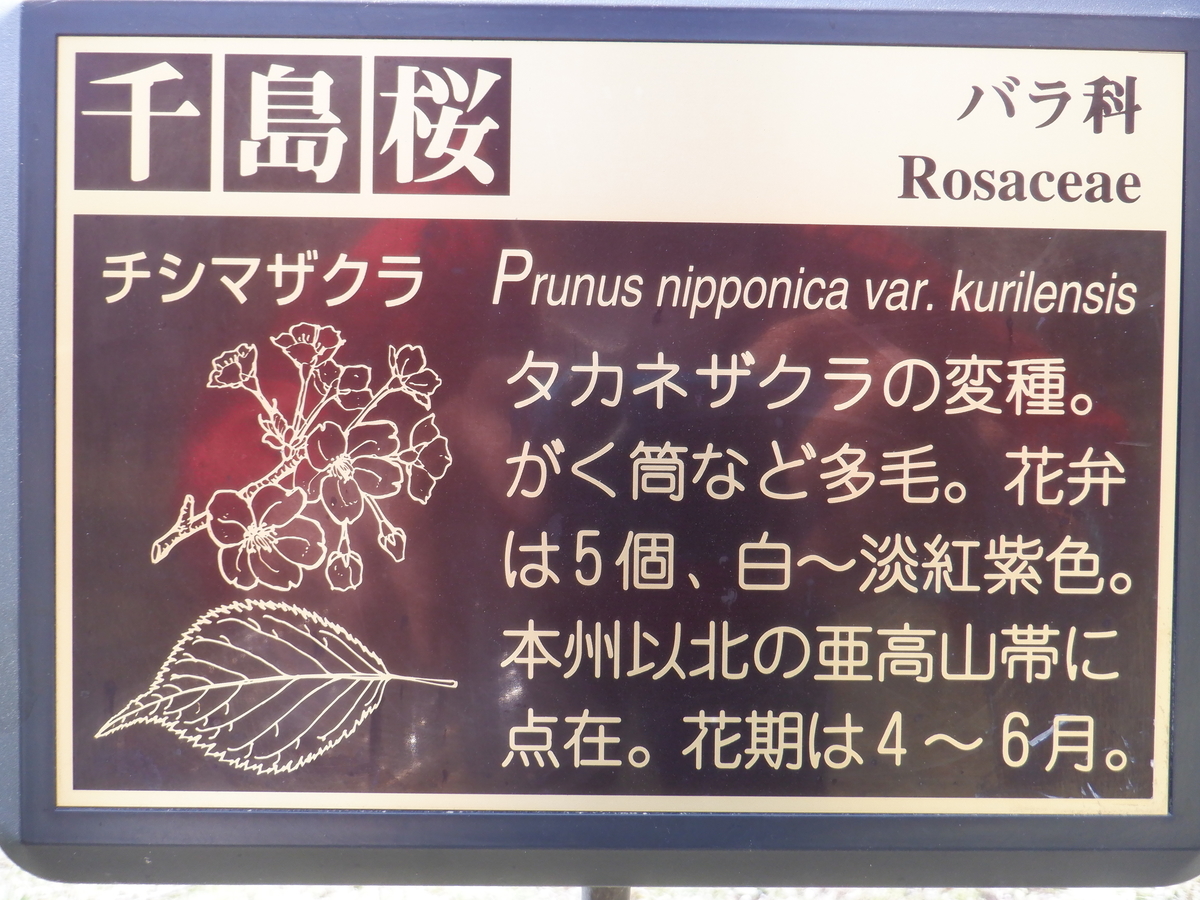 千島桜
バラ科
Rosaceae
チシマザクラ
Prunus nipponica var. kurilensis
タカネザクラの変種。
がく筒など多毛。花弁
は5個、白～淡紅紫色。
本州以北の亜高山帯に
点在。花期は4～6月。